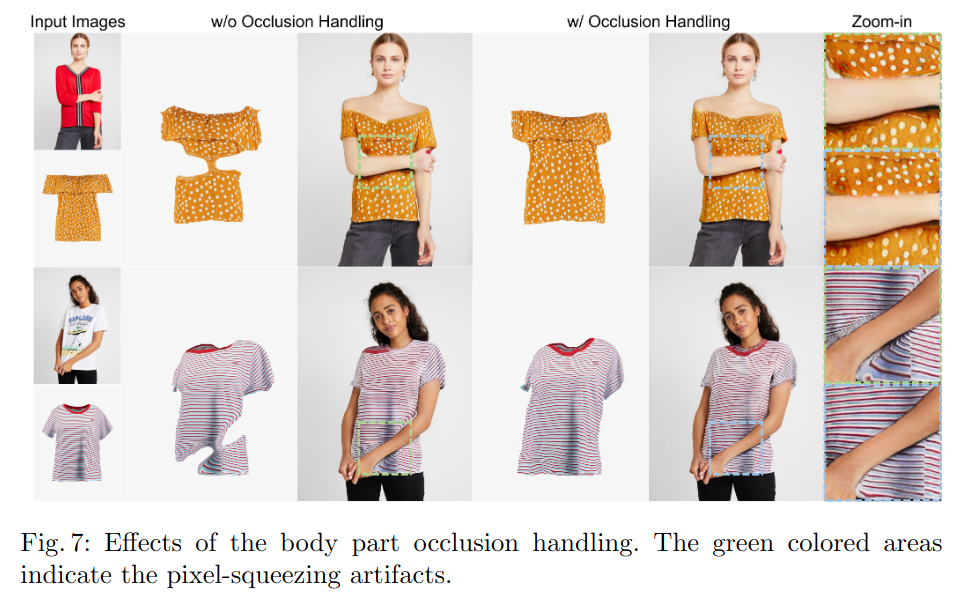 Input Images w/o Occlusion Handling w/ Occlusion Handling Zoom-in
EXPLORE
Fig. 7: Effects of the body part occlusion handling. The green colored areas
indicate the pixel-squeezing artifacts.